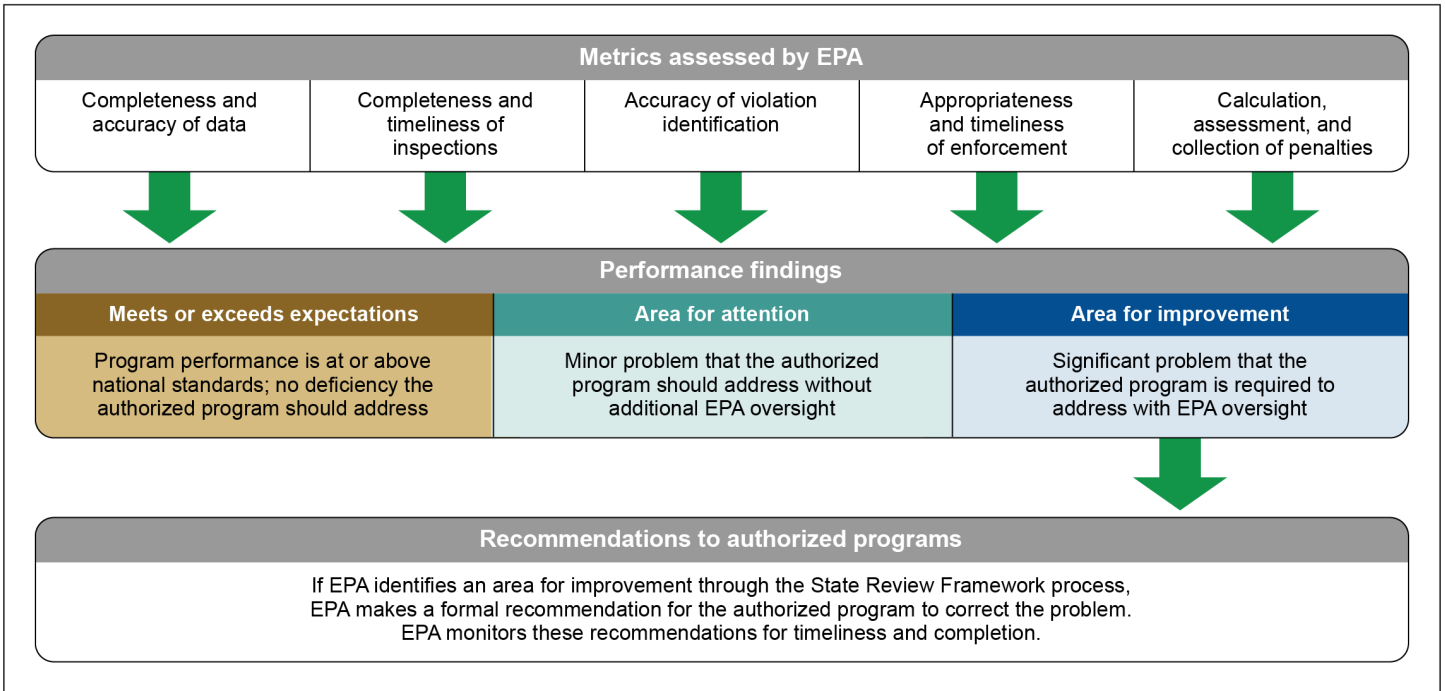 Metrics assessed by EPA
Completeness and
accuracy of data
Completeness and
timeliness of
inspections
Accuracy of violation
identification
Appropriateness
and timeliness
of enforcement
Calculation,
assessment, and
collection of penalties
Performance findings
Meets or exceeds expectations
Program performance is at or above
national standards; no deficiency the
authorized program should address
Area for attention
Minor problem that the authorized
program should address without
additional EPA oversight
Area for improvement
Significant problem that the
authorized program is required to
address with EPA oversight
Recommendations to authorized programs
If EPA identifies an area for improvement through the State Review Framework process,
EPA makes a formal recommendation for the authorized program to correct the problem.
EPA monitors these recommendations for timeliness and completion.